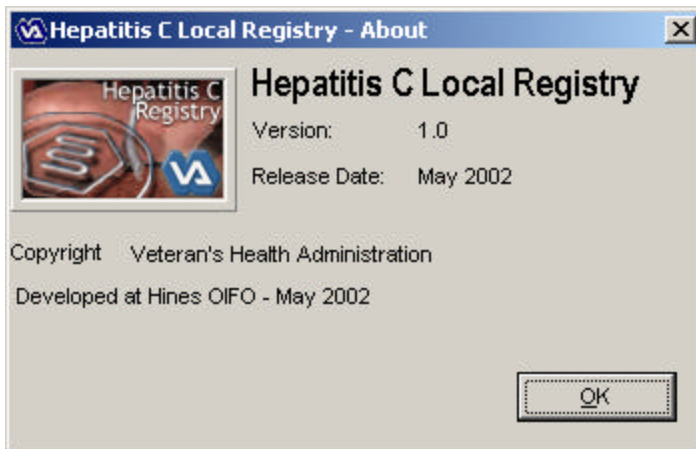 Hepatitis C Local Registry - About
Hepatitis C
Registry
VA
Hepatitis C Local Registry
Version: 1.0
Release Date: May 2002
Copyright Veteran's Health Administration
Developed at Hines OIFO - May 2002
OK